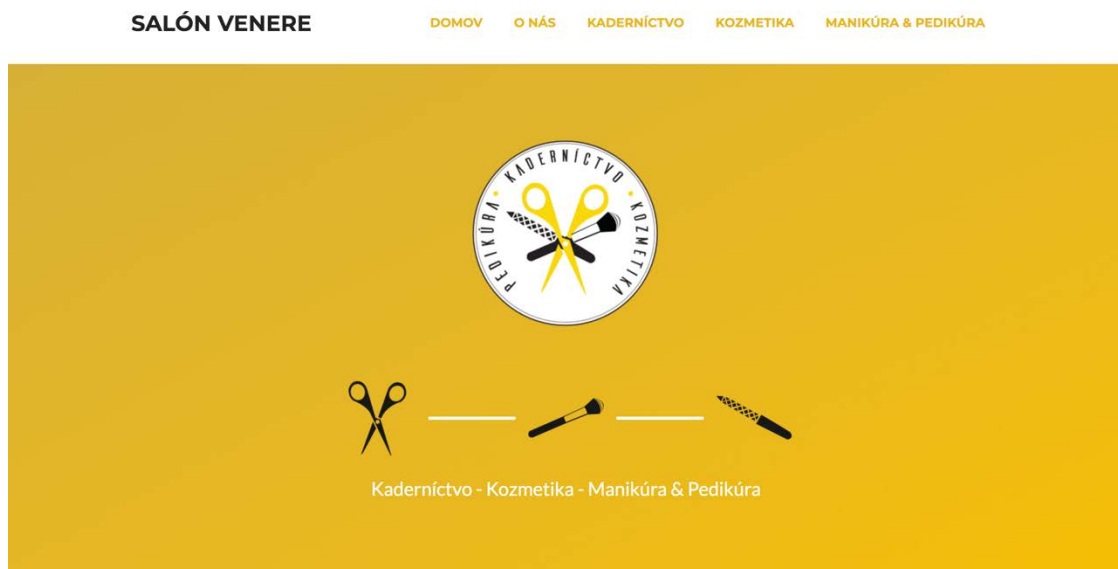 SALÓN VENERE
DOMOV O NÁS KADERNÍCTVO KOZMETIKA MANIKÚRA & PEDIKÚRA
PEDIKÚRA • KADERNÍCTVO • KOZMETIKA
Kaderníctvo - Kozmetika - Manikúra & Pedikúra